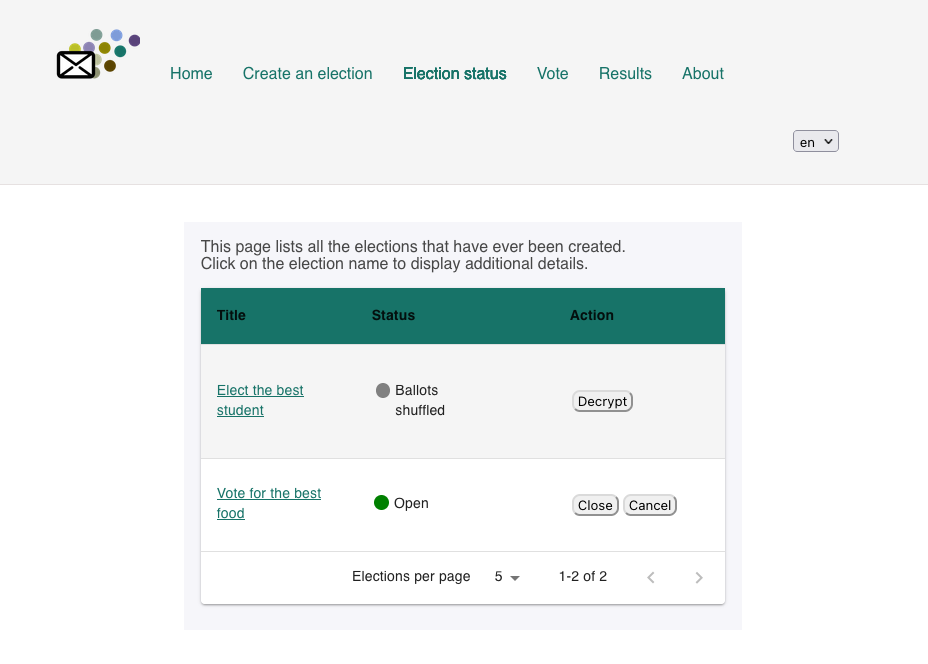 Home Create an election Election status Vote Results About
en
This page lists all the elections that have ever been created.
Click on the election name to display additional details.
Title Status Action
Elect the best student Ballots shuffled Decrypt
Vote for the best food Open Close Cancel
Elections per page 5 1-2 of 2